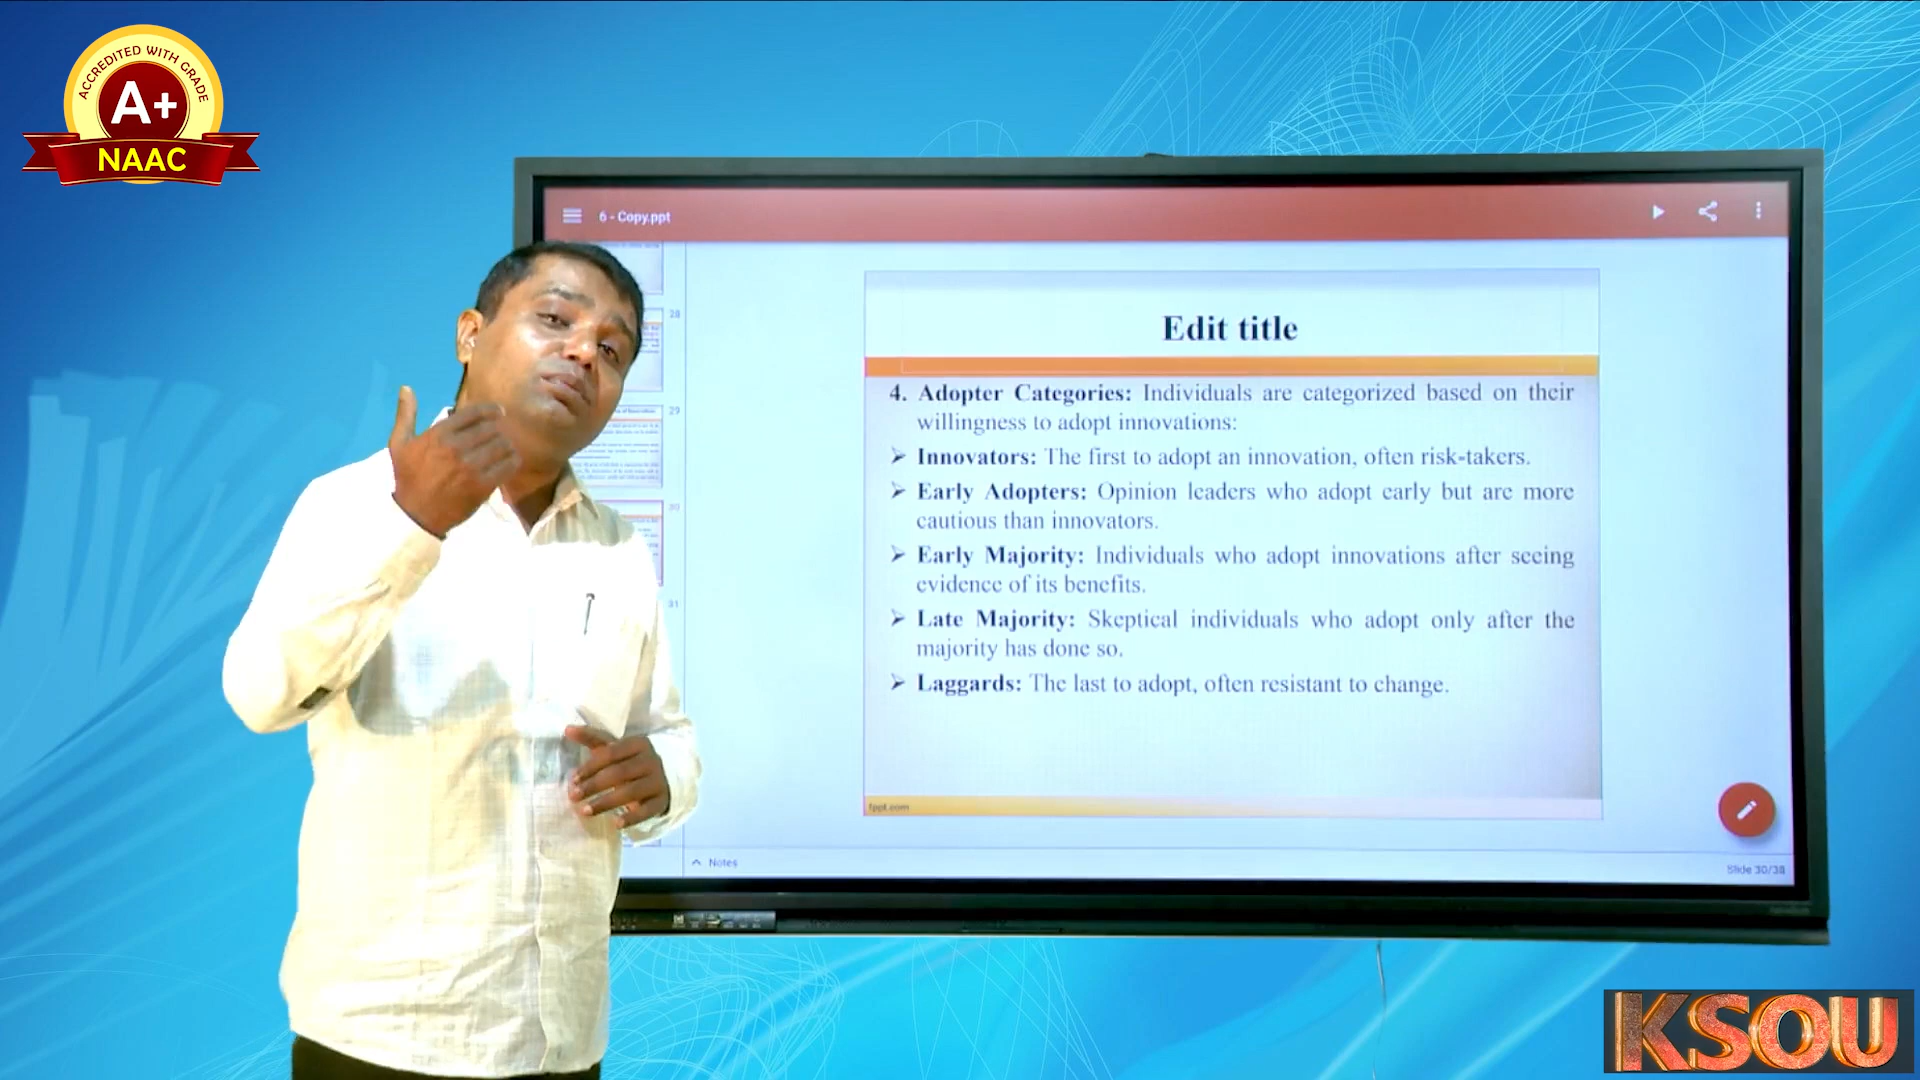 ACCREDITED WITH GRADE
A+
NAAC
6 - Copy.ppt
28
29
30
31
Edit title
4. Adopter Categories: Individuals are categorized based on their
willingness to adopt innovations:
➢ Innovators: The first to adopt an innovation, often risk-takers.
➢ Early Adopters: Opinion leaders who adopt early but are more
cautious than innovators.
➢ Early Majority: Individuals who adopt innovations after seeing
evidence of its benefits.
➢ Late Majority: Skeptical individuals who adopt only after the
majority has done so.
➢ Laggards: The last to adopt, often resistant to change.
fppt.com
Notes
Slide 30/38
KSOU